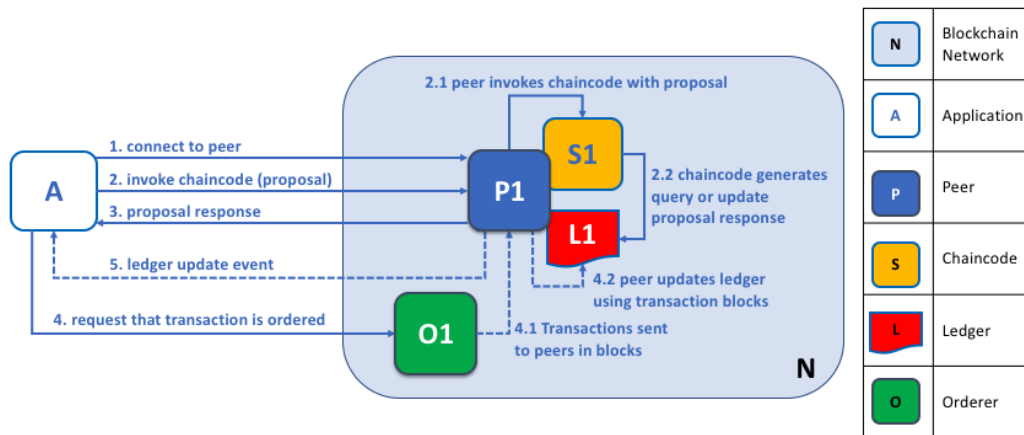 2.1 peer invokes chaincode with proposal
1. connect to peer
A
2. invoke chaincode (proposal)
3. proposal response
5. ledger update event
4. request that transaction is ordered
P1
S1
2.2 chaincode generates
query or update
proposal response
L1
4.2 peer updates ledger
using transaction blocks
O1
4.1 Transactions sent
to peers in blocks
N
N
Blockchain
Network
A
Application
P
Peer
S
Chaincode
L
Ledger
O
Orderer